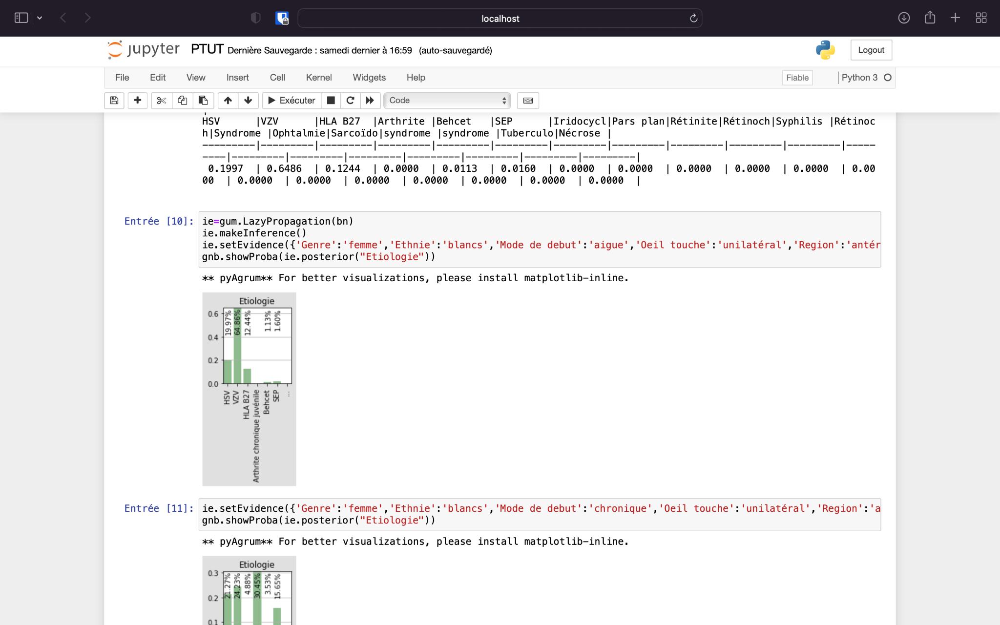 localhost
jupyter PTUT Dernière Sauvegarde : samedi dernier à 16:59 (auto-sauvegardé)
Logout
File Edit View Insert Cell Kernel Widgets Help
Fiable
Python 3
Exécuter
Code
HSV |VZV |HLA B27 |Arthrite |Behcet |SEP |Iridocycl|Pars plan|Rétinite|Rétinoch|Syphilis |Rétinoc
h|Syndrome |Ophtalmie|Sarcoïdo|syndrome |syndrome |Tuberculo|Nécrose |
---------|---------|---------|---------|---------|---------|---------|---------|---------|---------|---------|-----
----|---------|---------|---------|---------|---------|---------|---------|
0.1997 | 0.6486 | 0.1244 | 0.0000 | 0.0113 | 0.0160 | 0.0000 | 0.0000 | 0.0000 | 0.0000 | 0.0000 | 0.00
00 | 0.0000 | 0.0000 | 0.0000 | 0.0000 | 0.0000 | 0.0000 | 0.0000 |
Entrée [10]:
ie=gum.LazyPropagation(bn)
ie.makeInference()
ie.setEvidence({'Genre':'femme','Ethnie':'blancs','Mode de debut':'aigue','Oeil touche':'unilatéral','Region':'antér
gnb.showProba(ie.posterior("Etiologie"))
** pyAgrum** For better visualizations, please install matplotlib-inline.
Etiologie
0.6
0.4
0.2
0.0
19.97%
64.86%
12.44%
1.13%
1.60%
HSV
VZV
HLA B27
Arthrite chronique juvénile
Behcet
SEP
...
Entrée [11]:
ie.setEvidence({'Genre':'femme','Ethnie':'blancs','Mode de debut':'chronique','Oeil touche':'unilatéral','Region':'a
gnb.showProba(ie.posterior("Etiologie"))
** pyAgrum** For better visualizations, please install matplotlib-inline.
Etiologie
0.3
0.2
0.1
21.27%
24.23%
4.88%
30.45%
3.53%
15.65%